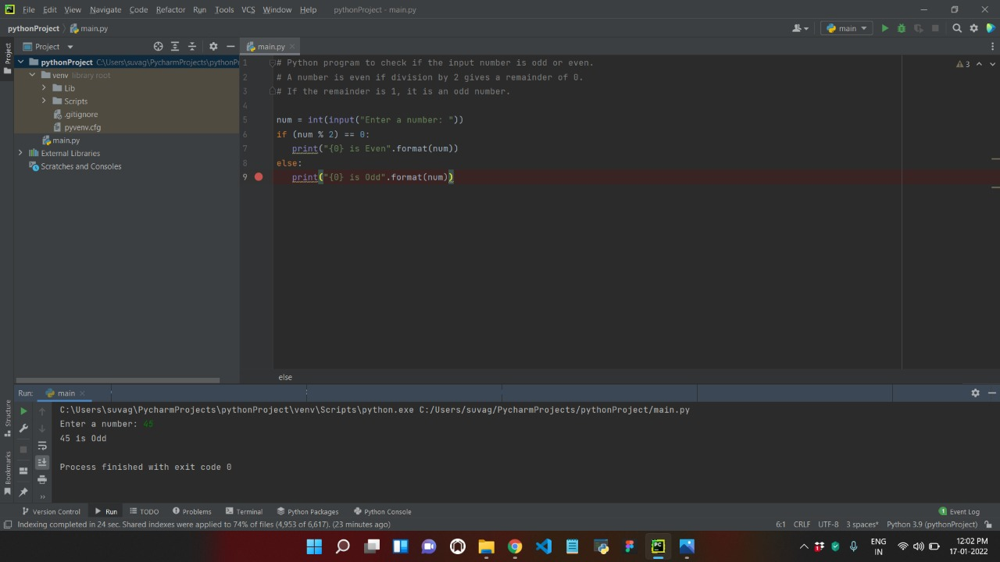 File Edit View Navigate Code Refactor Run Tools VCS Window Help pythonProject - main.py
pythonProject main.py main
Project main.py
Project
pythonProject C:\Users\suvag\PycharmProjects\pythonP
venv library root
Lib
Scripts
.gitignore
pyvenv.cfg
main.py
External Libraries
Scratches and Consoles
1 # Python program to check if the input number is odd or even.
2 # A number is even if division by 2 gives a remainder of 0.
3 # If the remainder is 1, it is an odd number.
4
5 num = int(input("Enter a number: "))
6 if (num % 2) == 0:
7 print("{0} is Even".format(num))
8 else:
9 print("{0} is Odd".format(num))
3
else
Run: main
C:\Users\suvag\PycharmProjects\pythonProject\venv\Scripts\python.exe C:/Users/suvag/PycharmProjects/pythonProject/main.py
Enter a number: 45
45 is Odd
Process finished with exit code 0
Structure
Bookmarks
Version Control Run TODO Problems Terminal Python Packages Python Console 1 Event Log
Indexing completed in 24 sec. Shared indexes were applied to 74% of files (4,953 of 6,617). (23 minutes ago) 6:1 CRLF UTF-8 3 spaces* Python 3.9 (pythonProject)
PC
ENG
IN
12:02 PM
17-01-2022